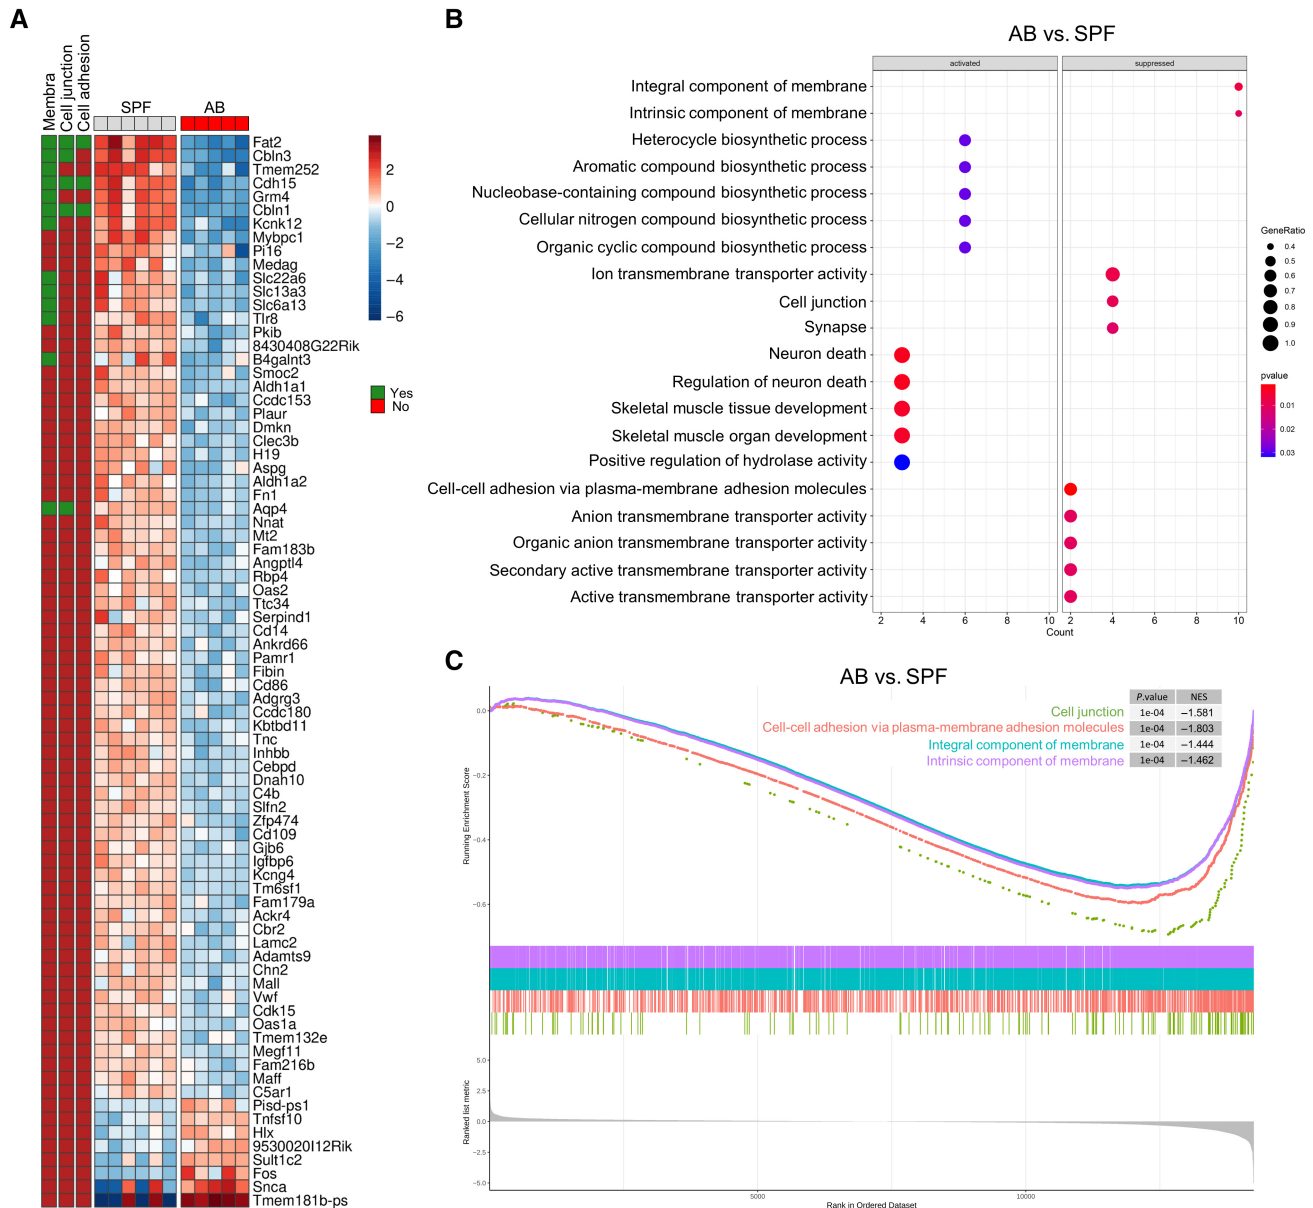 A
Membra
Cell junction
Cell adhesion
SPF
AB
Fat2
Cbln3
Tmem252
Cdh15
Grm4
Cbln1
Kcnk12
Mybpc1
Pi16
Medag
Slc22a6
Slc13a3
Slc6a13
Tlr8
Pkib
8430408G22Rik
B4galnt3
Smoc2
Aldh1a1
Ccdc153
Plaur
Dmkn
Clec3b
H19
Aspg
Aldh1a2
Fn1
Aqp4
Nnat
Mt2
Fam183b
Angptl4
Rbp4
Oas2
Ttc34
Serpind1
Cd14
Ankrd66
Pamr1
Fibin
Cd86
Adgrg3
Ccdc180
Kbtbd11
Tnc
Inhbb
Cebpd
Dnah10
C4b
Slfn2
Zfp474
Cd109
Gjb6
Igfbp6
Kcng4
Tm6sf1
Fam179a
Ackr4
Cbr2
Lamc2
Adamts9
Chn2
Mall
Vwf
Cdk15
Oas1a
Tmem132e
Megf11
Fam216b
Maff
C5ar1
Pisd-ps1
Tnfsf10
Hlx
9530020I12Rik
Sult1c2
Fos
Snca
Tmem181b-ps
2
0
−2
−4
−6
Yes
No
B
AB vs. SPF
activated
suppressed
Integral component of membrane
Intrinsic component of membrane
Heterocycle biosynthetic process
Aromatic compound biosynthetic process
Nucleobase-containing compound biosynthetic process
Cellular nitrogen compound biosynthetic process
Organic cyclic compound biosynthetic process
Ion transmembrane transporter activity
Cell junction
Synapse
Neuron death
Regulation of neuron death
Skeletal muscle tissue development
Skeletal muscle organ development
Positive regulation of hydrolase activity
Cell-cell adhesion via plasma-membrane adhesion molecules
Anion transmembrane transporter activity
Organic anion transmembrane transporter activity
Secondary active transmembrane transporter activity
Active transmembrane transporter activity
2 4 6 8 10 2 4 6 8 10
Count
GeneRatio
0.4
0.5
0.6
0.7
0.8
0.9
1.0
pvalue
0.01
0.02
0.03
C
AB vs. SPF
P.value NES
Cell junction 1e-04 −1.581
Cell-cell adhesion via plasma-membrane adhesion molecules 1e-04 −1.803
Integral component of membrane 1e-04 −1.444
Intrinsic component of membrane 1e-04 −1.462
Running Enrichment Score
0.0
−0.2
−0.4
−0.6
Ranked list metric
5.0
2.5
0.0
−2.5
−5.0
5000 10000
Rank in Ordered Dataset